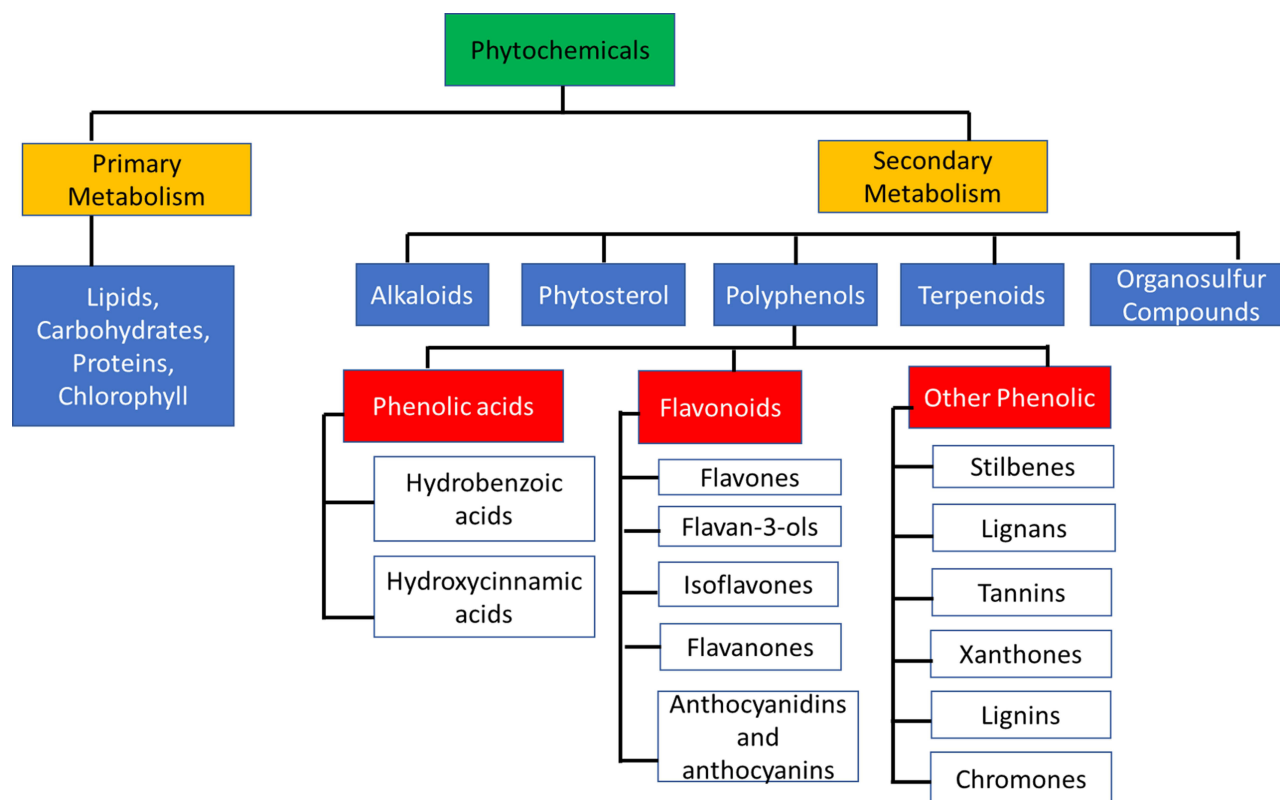 Phytochemicals
Primary
Metabolism
Secondary
Metabolism
Lipids,
Carbohydrates,
Proteins,
Chlorophyll
Alkaloids
Phytosterol
Polyphenols
Terpenoids
Organosulfur
Compounds
Phenolic acids
Hydrobenzoic
acids
Hydroxycinnamic
acids
Flavonoids
Flavones
Flavan-3-ols
Isoflavones
Flavanones
Anthocyanidins
and
anthocyanins
Other Phenolic
Stilbenes
Lignans
Tannins
Xanthones
Lignins
Chromones